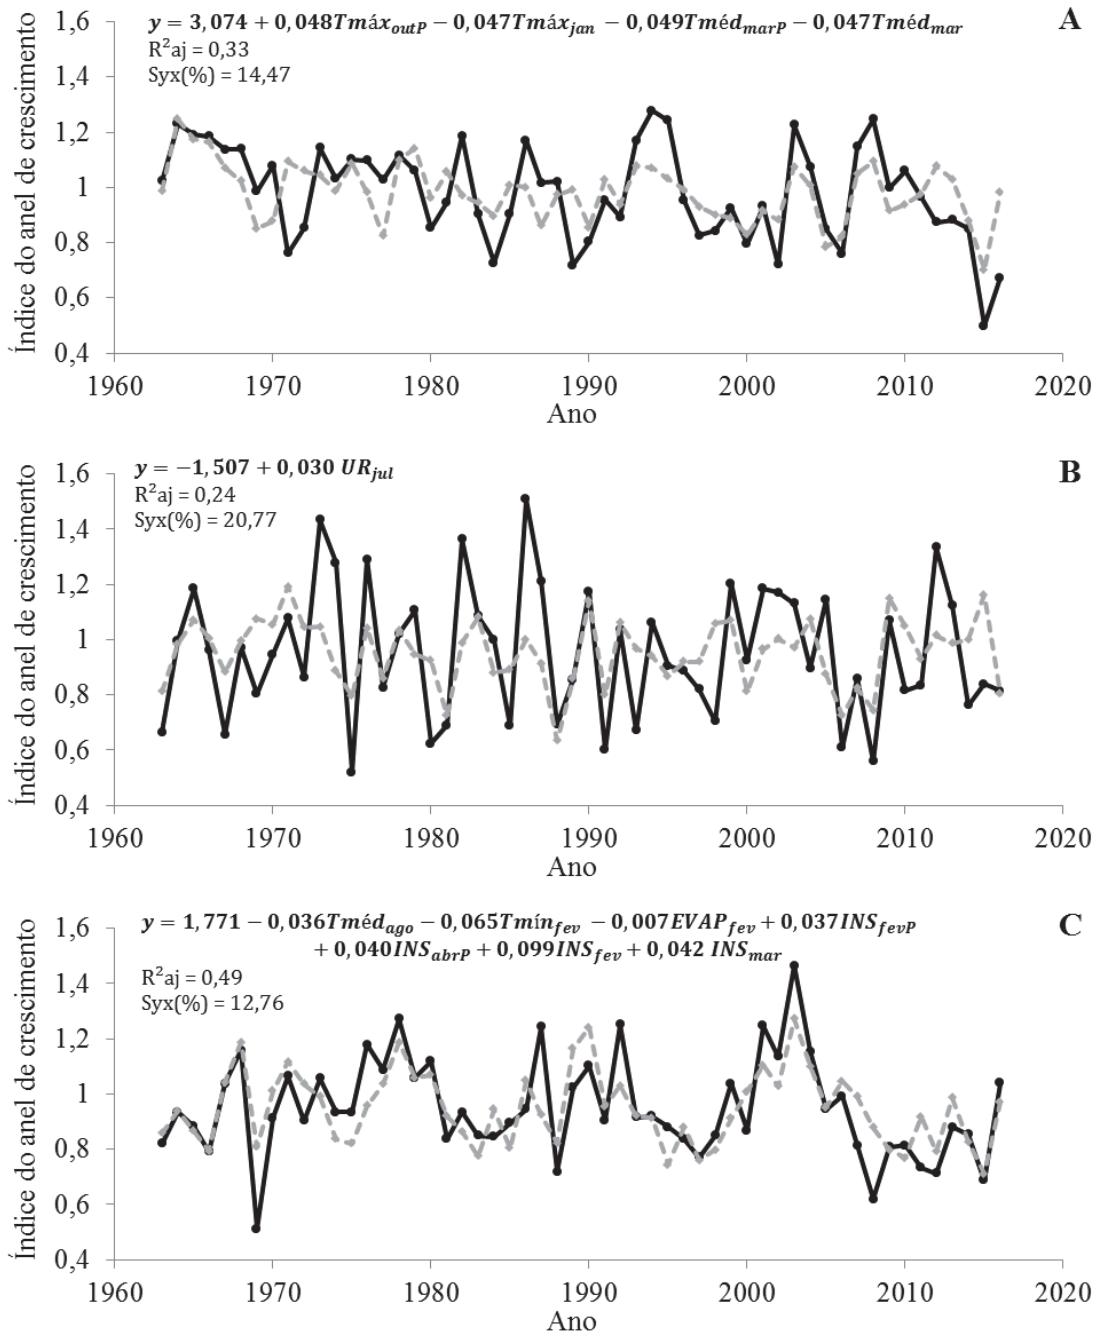 y = 3,074 + 0,048Tmáx_outP − 0,047Tmáx_jan − 0,049Tméd_marP − 0,047Tméd_mar
A
R²aj = 0,33
Syx(%) = 14,47
Índice do anel de crescimento
1,6
1,4
1,2
1
0,8
0,6
0,4
1960 1970 1980 1990 2000 2010 2020
Ano
y = −1,507 + 0,030 UR_jul
B
R²aj = 0,24
Syx(%) = 20,77
Índice do anel de crescimento
1,6
1,4
1,2
1
0,8
0,6
0,4
1960 1970 1980 1990 2000 2010 2020
Ano
y = 1,771 − 0,036Tméd_ago − 0,065Tmín_fev − 0,007EVAP_fev + 0,037INS_fevP
+ 0,040INS_abrP + 0,099INS_fev + 0,042 INS_mar
C
R²aj = 0,49
Syx(%) = 12,76
Índice do anel de crescimento
1,6
1,4
1,2
1
0,8
0,6
0,4
1960 1970 1980 1990 2000 2010 2020
Ano